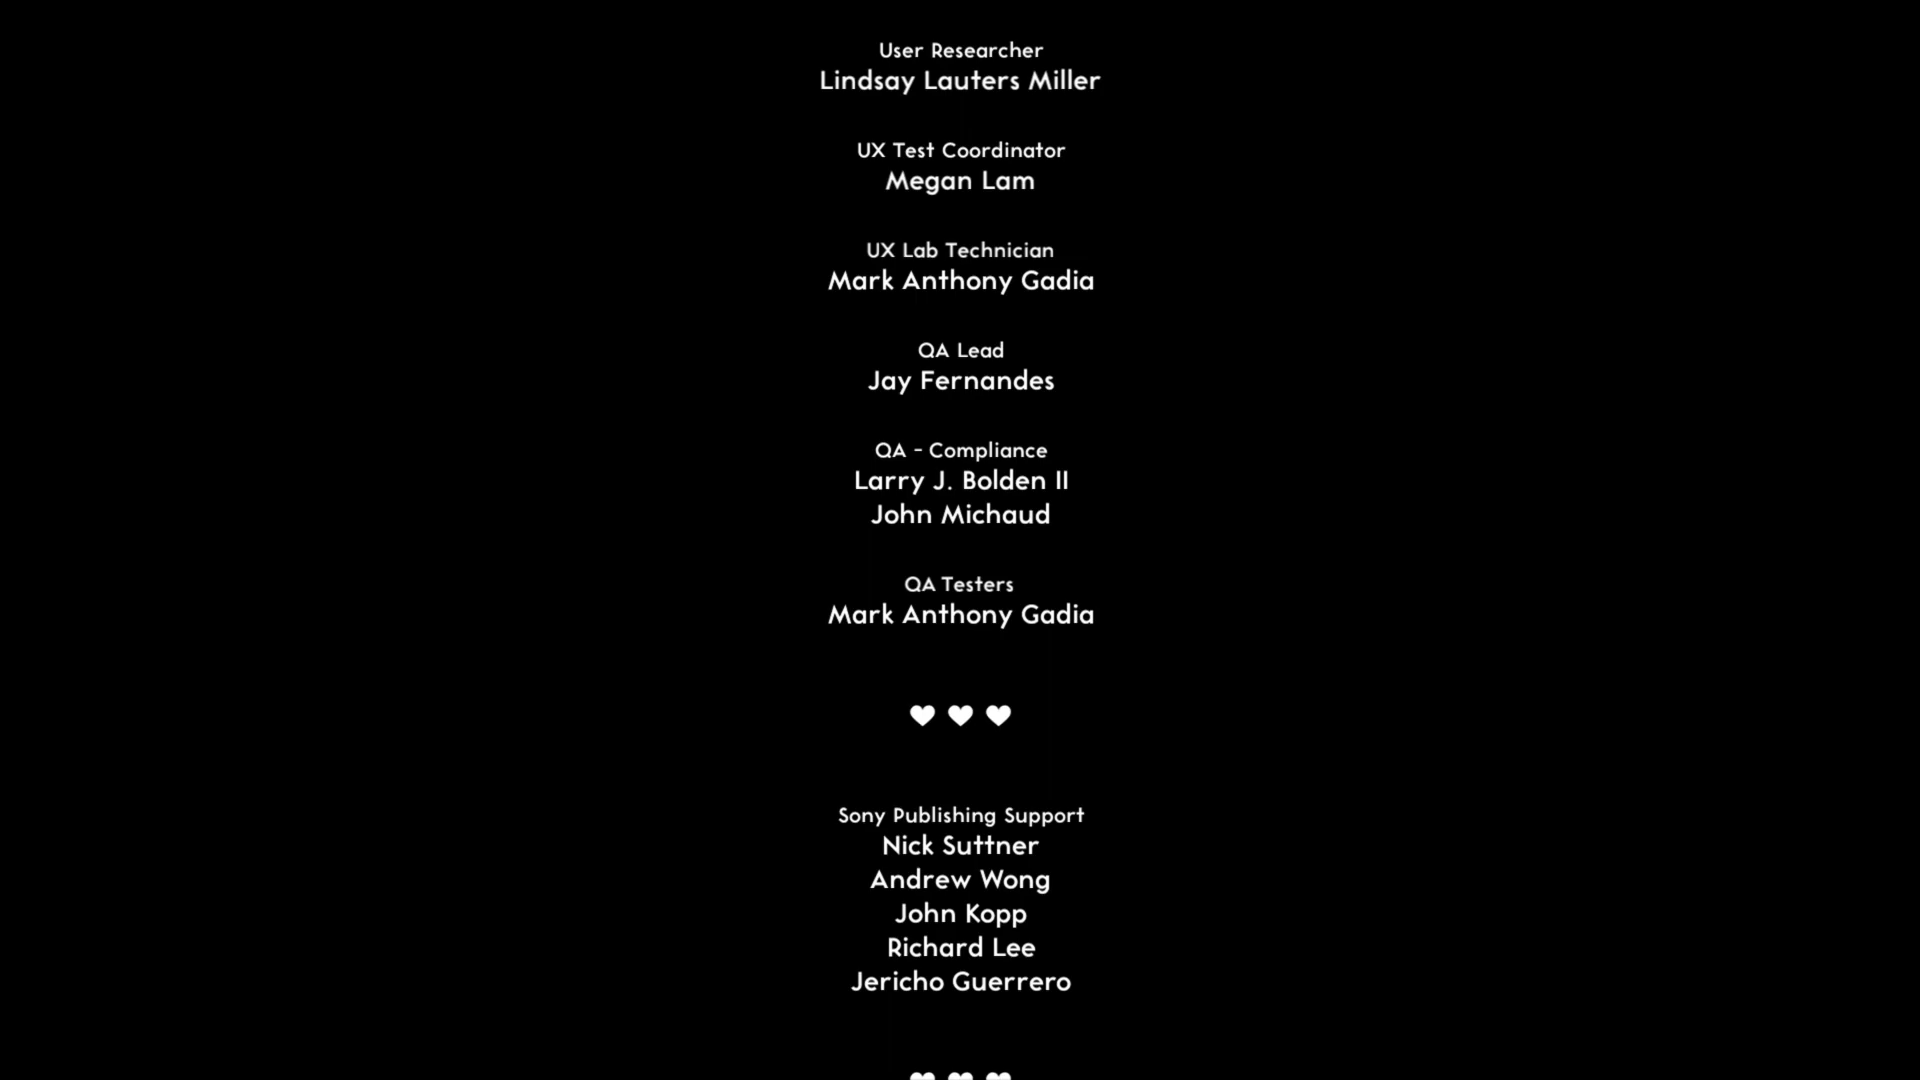 User Researcher
Lindsay Lauters Miller
UX Test Coordinator
Megan Lam
UX Lab Technician
Mark Anthony Gadia
QA Lead
Jay Fernandes
QA - Compliance
Larry J. Bolden II
John Michaud
QA Testers
Mark Anthony Gadia
Sony Publishing Support
Nick Suttner
Andrew Wong
John Kopp
Richard Lee
Jericho Guerrero